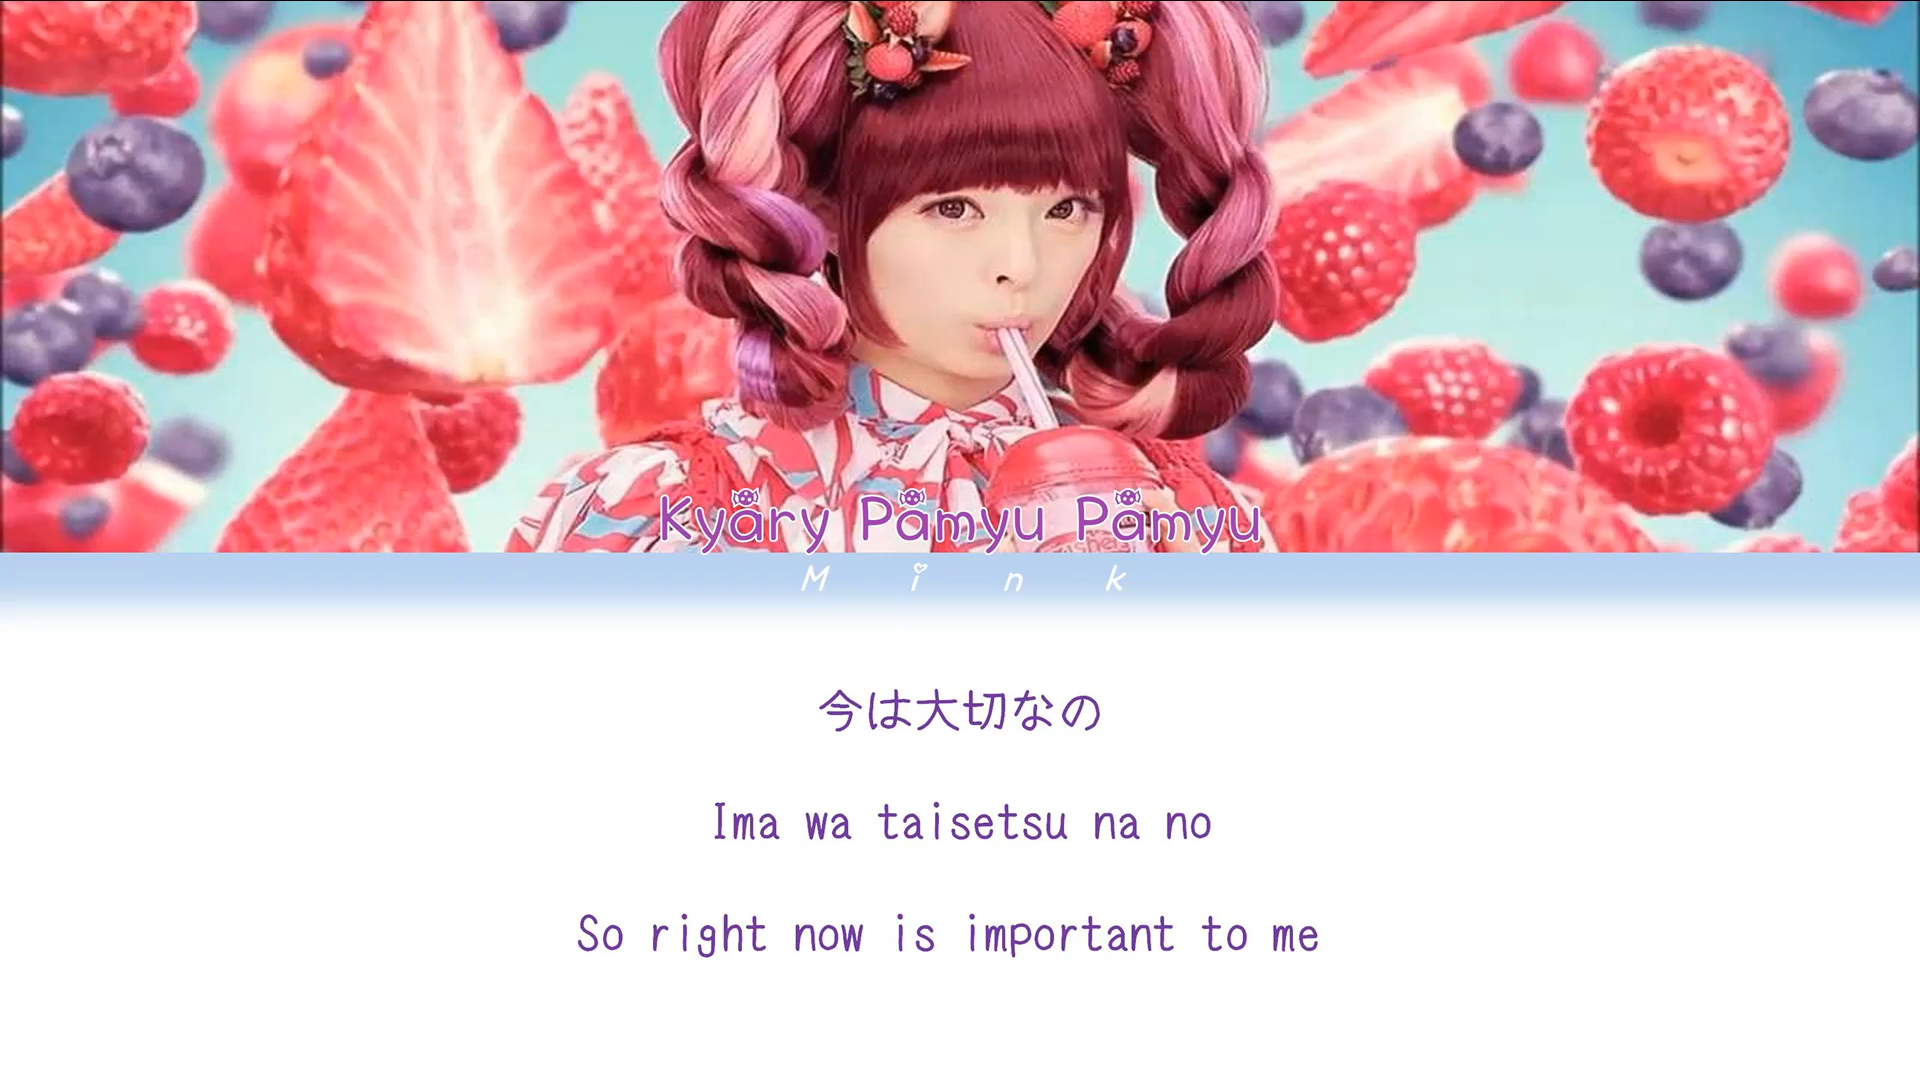 Kyary Pamyu Pamyu
Mink
今は大切なの
Ima wa taisetsu na no
So right now is important to me